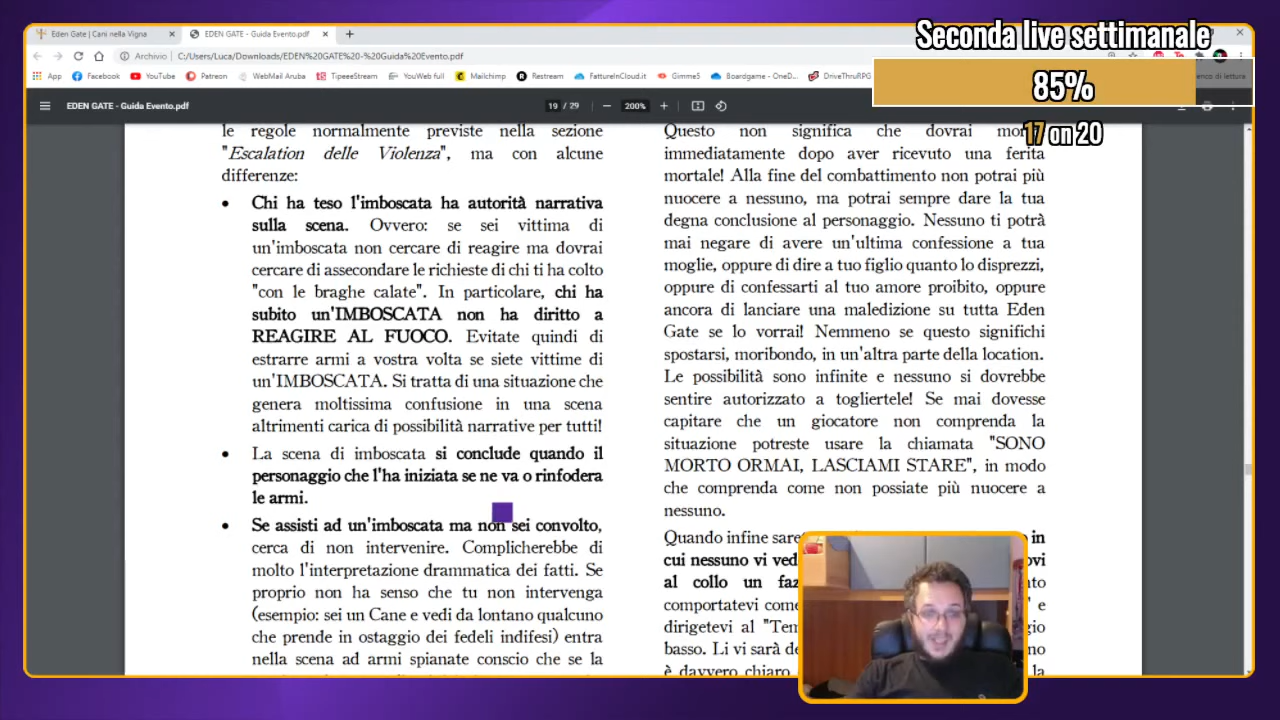 Seconda live settimanale
85%
17 on 20
Eden Gate | Cani nella Vigna
EDEN GATE - Guida Evento.pdf
Archivio
C:/Users/Luca/Downloads/EDEN%20GATE%20-%20Guida%20Evento.pdf
App Facebook YouTube Patreon WebMail Aruba TipeeeStream YouWeb full Mailchimp Restream FattureInCloud.it Gimme5 Boardgame - OneD... DriveThruRPG
EDEN GATE - Guida Evento.pdf
19 / 29
200%
le regole normalmente previste nella sezione
"Escalation delle Violenza", ma con alcune
differenze:
• Chi ha teso l'imboscata ha autorità narrativa
sulla scena. Ovvero: se sei vittima di
un'imboscata non cercare di reagire ma dovrai
cercare di assecondare le richieste di chi ti ha colto
"con le braghe calate". In particolare, chi ha
subito un'IMBOSCATA non ha diritto a
REAGIRE AL FUOCO. Evitate quindi di
estrarre armi a vostra volta se siete vittime di
un'IMBOSCATA. Si tratta di una situazione che
genera moltissima confusione in una scena
altrimenti carica di possibilità narrative per tutti!
• La scena di imboscata si conclude quando il
personaggio che l'ha iniziata se ne va o rinfodera
le armi.
• Se assisti ad un'imboscata ma non sei convolto,
cerca di non intervenire. Complicherebbe di
molto l'interpretazione drammatica dei fatti. Se
proprio non ha senso che tu non intervenga
(esempio: sei un Cane e vedi da lontano qualcuno
che prende in ostaggio dei fedeli indifesi) entra
nella scena ad armi spianate conscio che se la
Questo non significa che dovrai
immediatamente dopo aver ricevuto una ferita
mortale! Alla fine del combattimento non potrai più
nuocere a nessuno, ma potrai sempre dare la tua
degna conclusione al personaggio. Nessuno ti potrà
mai negare di avere un'ultima confessione a tua
moglie, oppure di dire a tuo figlio quanto lo disprezzi,
oppure di confessarti al tuo amore proibito, oppure
ancora di lanciare una maledizione su tutta Eden
Gate se lo vorrai! Nemmeno se questo significhi
spostarsi, moribondo, in un'altra parte della location.
Le possibilità sono infinite e nessuno si dovrebbe
sentire autorizzato a togliertele! Se mai dovesse
capitare che un giocatore non comprenda la
situazione potreste usare la chiamata "SONO
MORTO ORMAI, LASCIAMI STARE", in modo
che comprenda come non possiate più nuocere a
nessuno.
Quando infine in
cui nessuno vi
al collo un
comportatevi e
dirigetevi al
basso. Li vi sarà
è davvero chiaro la